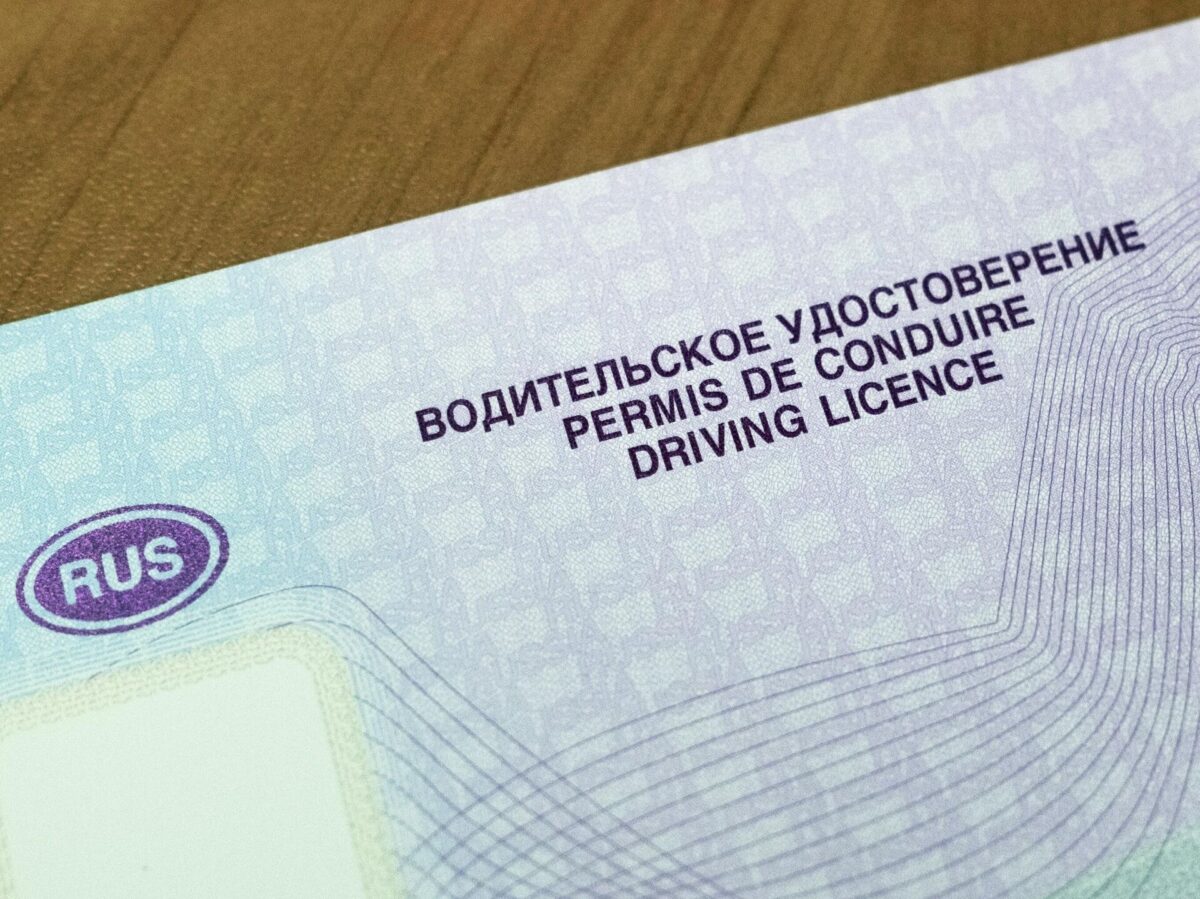 ВОДИТЕЛЬСКОЕ УДОСТОВЕРЕНИЕ
PERMIS DE CONDUIRE
DRIVING LICENCE
RUS